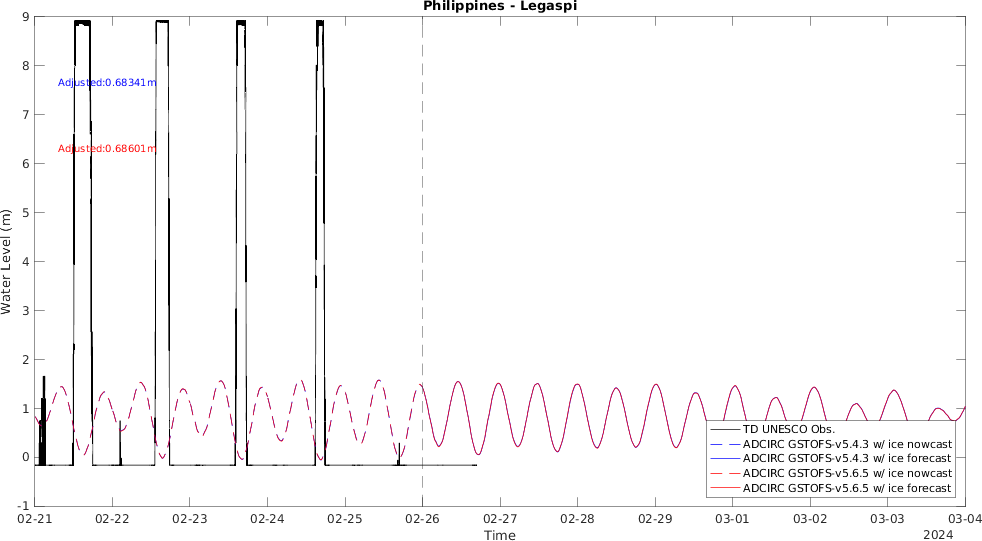 Philippines - Legaspi
9
8
7
6
5
4
3
2
1
0
-1
Water Level (m)
Adjusted:0.68341m
Adjusted:0.68601m
TD UNESCO Obs.
ADCIRC GSTOFS-v5.4.3 w/ ice nowcast
ADCIRC GSTOFS-v5.4.3 w/ ice forecast
ADCIRC GSTOFS-v5.6.5 w/ ice nowcast
ADCIRC GSTOFS-v5.6.5 w/ ice forecast
02-21 02-22 02-23 02-24 02-25 02-26 02-27 02-28 02-29 03-01 03-02 03-03 03-04
Time
2024